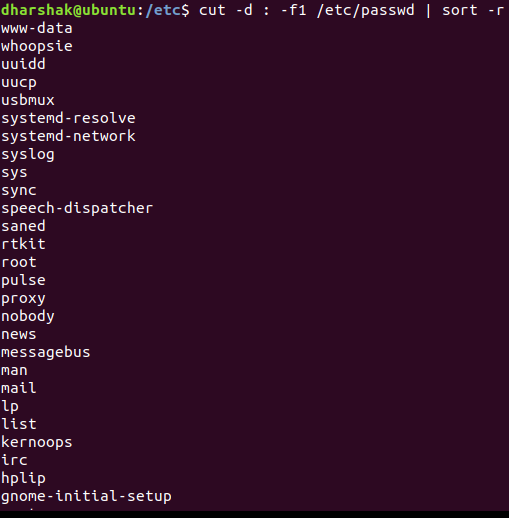 dharshak@ubuntu:/etc$ cut -d : -f1 /etc/passwd | sort -r
www-data
whoopsie
uuidd
uucp
usbmux
systemd-resolve
systemd-network
syslog
sys
sync
speech-dispatcher
saned
rtkit
root
pulse
proxy
nobody
news
messagebus
man
mail
lp
list
kernoops
irc
hplip
gnome-initial-setup